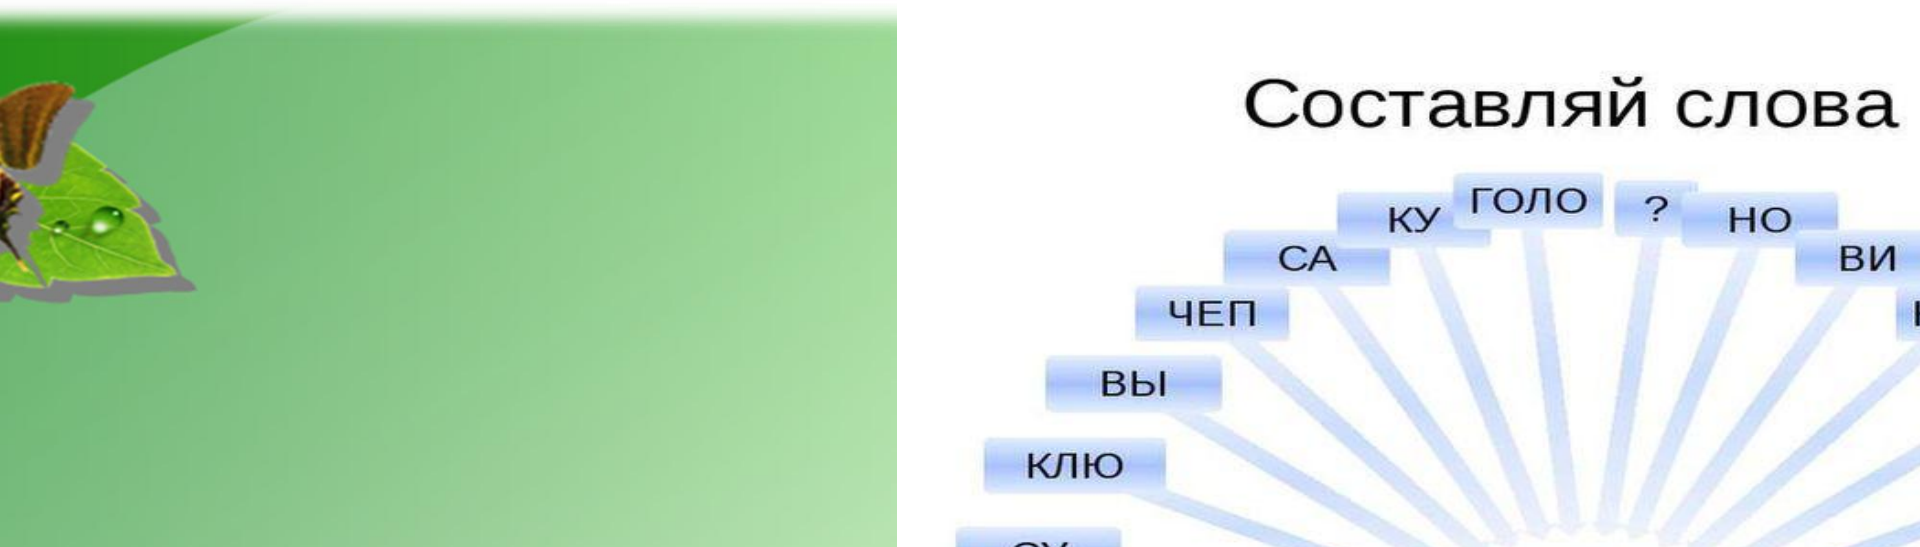 Составляй слова
ГОЛО
?
КУ
НО
СА
ВИ
ЧЕП
ВЫ
КЛЮ